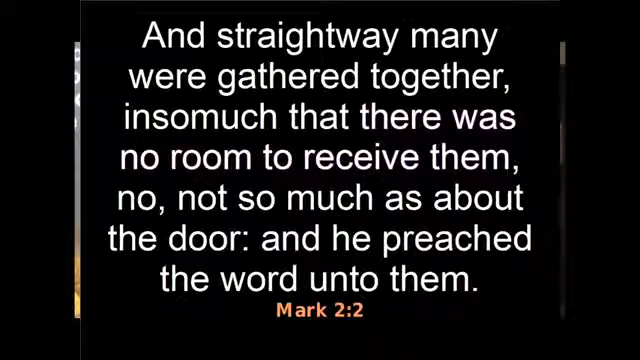 And straightway many
were gathered together,
insomuch that there was
no room to receive them,
no, not so much as about
the door: and he preached
the word unto them.
Mark 2:2